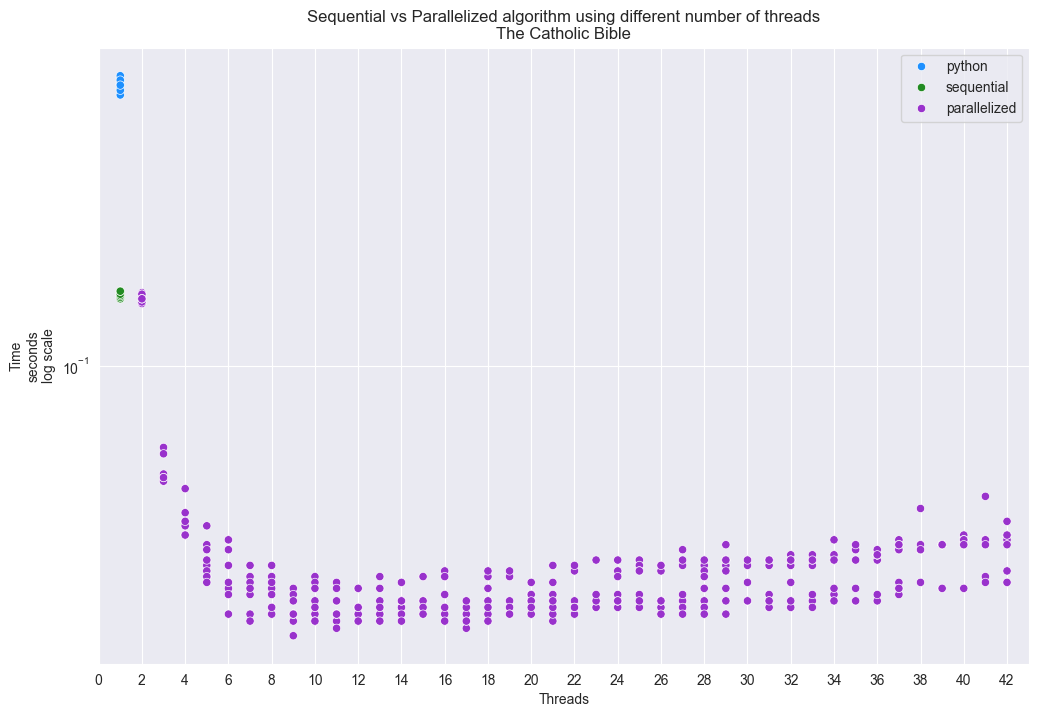 Sequential vs Parallelized algorithm using different number of threads
The Catholic Bible
python
sequential
parallelized
Time
seconds
log scale
10⁻¹
0 2 4 6 8 10 12 14 16 18 20 22 24 26 28 30 32 34 36 38 40 42
Threads